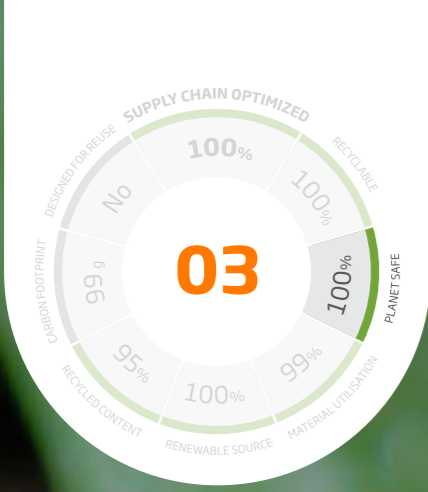 SUPPLY CHAIN OPTIMIZED
100%
RECYCLABLE
100%
PLANET SAFE
100%
MATERIAL UTILISATION
99%
RENEWABLE SOURCE
100%
RECYCLED CONTENT
95%
CARBON FOOTPRINT
66 g
DESIGNED FOR REUSE
No
03